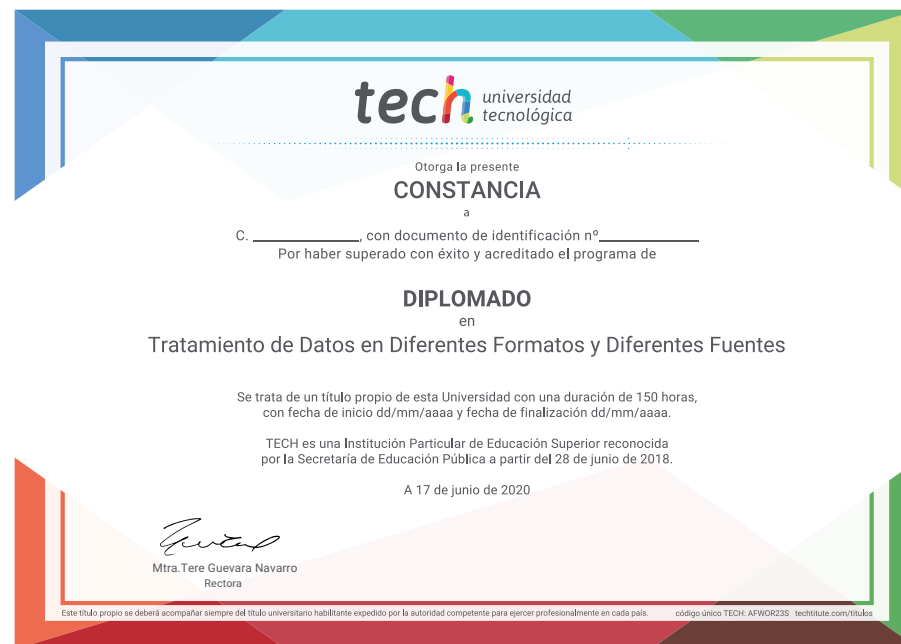 tech universidad tecnológica
Otorga la presente
CONSTANCIA
a
C. ____________, con documento de identificación nº____________
Por haber superado con éxito y acreditado el programa de
DIPLOMADO
en
Tratamiento de Datos en Diferentes Formatos y Diferentes Fuentes
Se trata de un título propio de esta Universidad con una duración de 150 horas,
con fecha de inicio dd/mm/aaaa y fecha de finalización dd/mm/aaaa.
TECH es una Institución Particular de Educación Superior reconocida
por la Secretaría de Educación Pública a partir del 28 de junio de 2018.
A 17 de junio de 2020
Mtra.Tere Guevara Navarro
Rectora
Este título propio se deberá acompañar siempre del título universitario habilitante expedido por la autoridad competente para ejercer profesionalmente en cada país. código único TECH: AFWOR23S techtitute.com/titulos